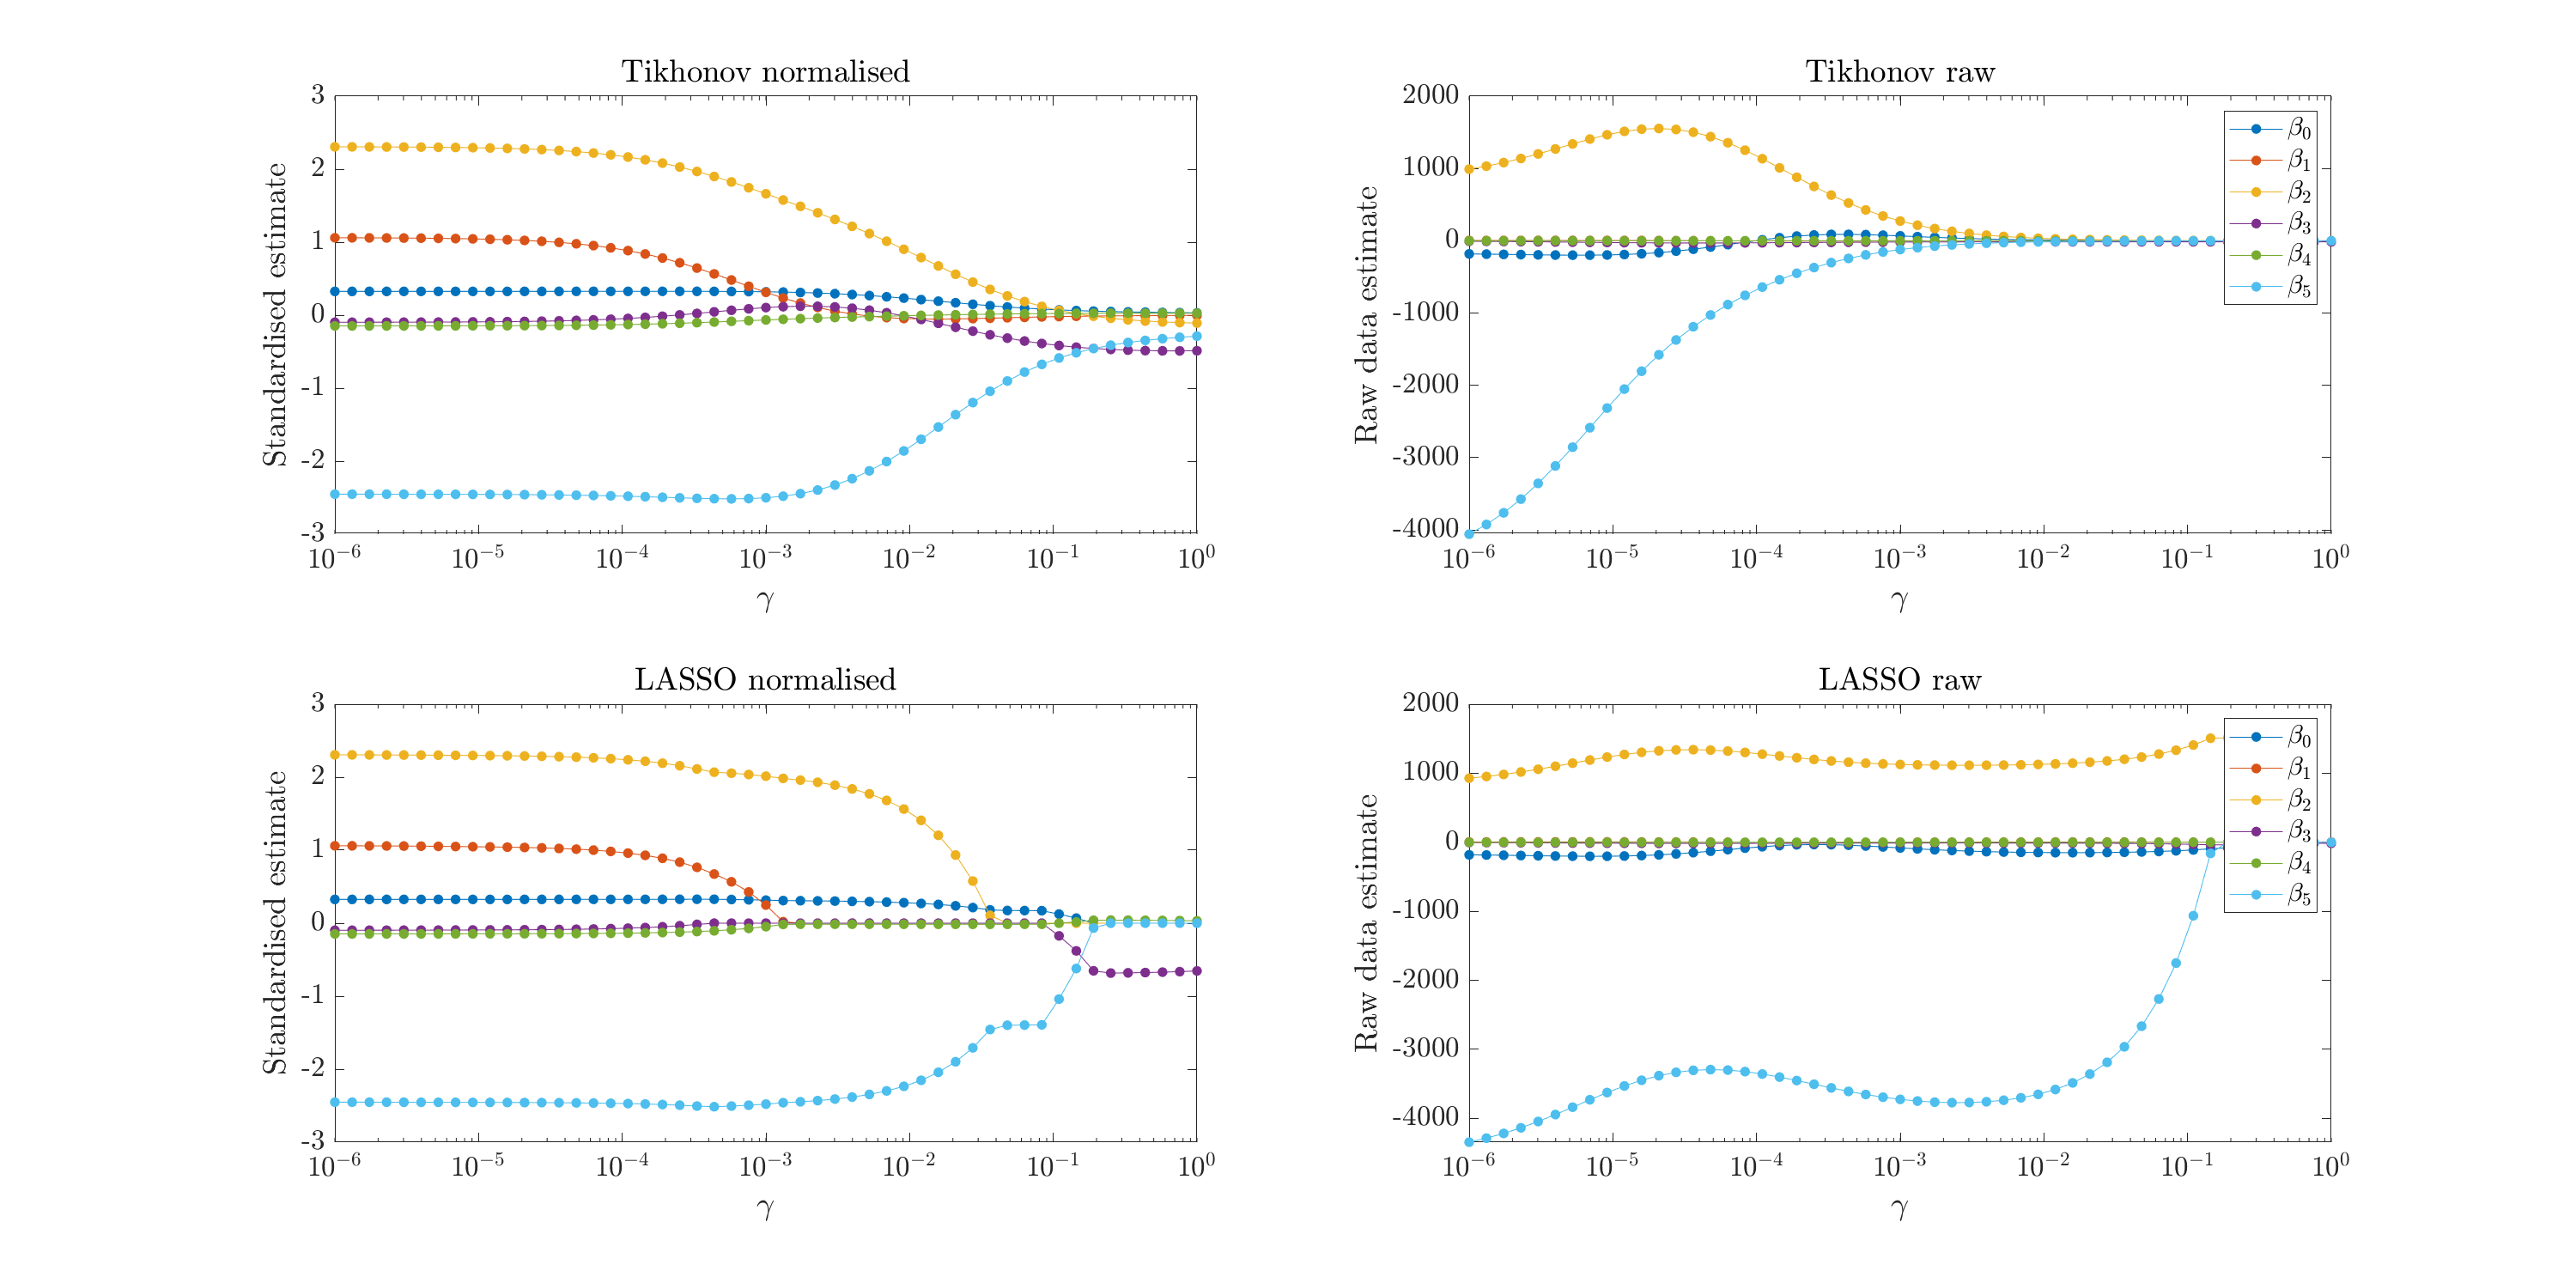 Tikhonov normalised
3
2
1
0
-1
-2
-3
Standardised estimate
10⁻⁶ 10⁻⁵ 10⁻⁴ 10⁻³ 10⁻² 10⁻¹ 10⁰
γ
Tikhonov raw
2000
1000
0
-1000
-2000
-3000
-4000
Raw data estimate
β₀
β₁
β₂
β₃
β₄
β₅
10⁻⁶ 10⁻⁵ 10⁻⁴ 10⁻³ 10⁻² 10⁻¹ 10⁰
γ
LASSO normalised
3
2
1
0
-1
-2
-3
Standardised estimate
10⁻⁶ 10⁻⁵ 10⁻⁴ 10⁻³ 10⁻² 10⁻¹ 10⁰
γ
LASSO raw
2000
1000
0
-1000
-2000
-3000
-4000
Raw data estimate
β₀
β₁
β₂
β₃
β₄
β₅
10⁻⁶ 10⁻⁵ 10⁻⁴ 10⁻³ 10⁻² 10⁻¹ 10⁰
γ